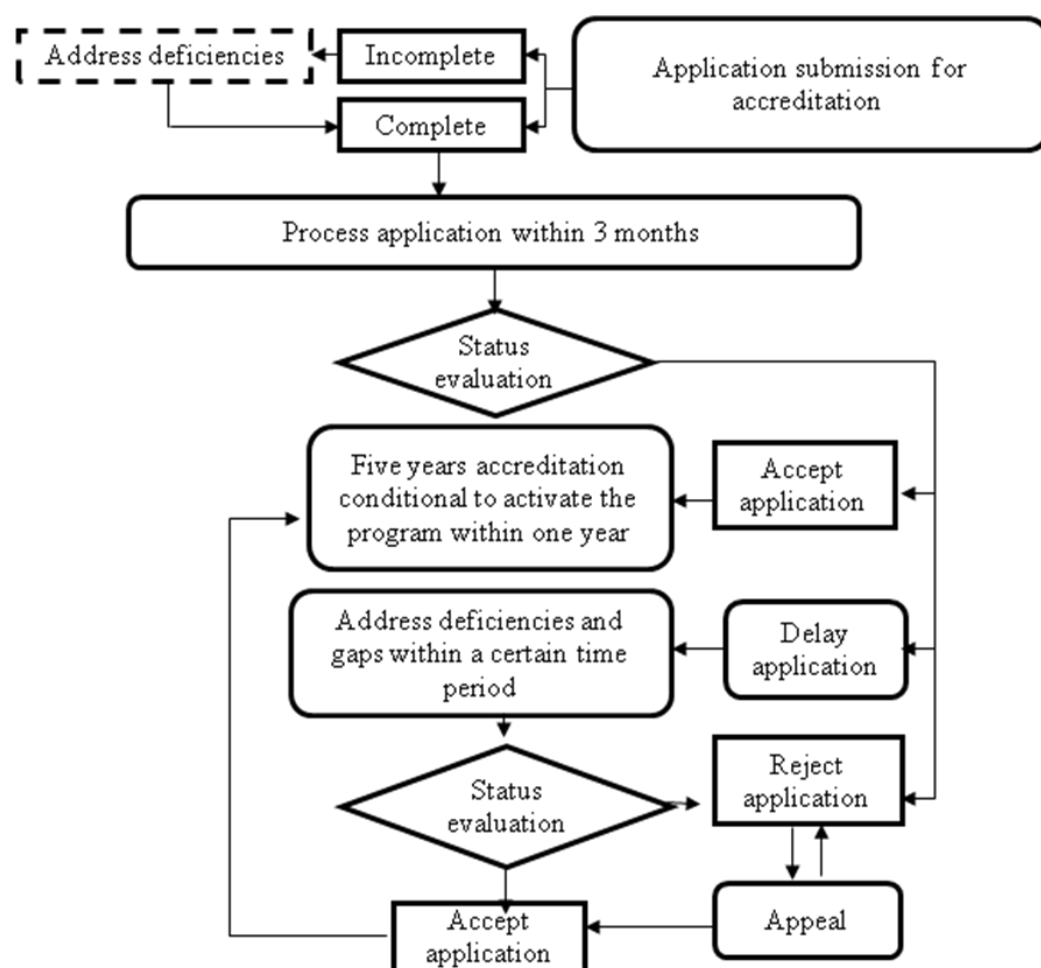 Address deficiencies
Incomplete
Application submission for
accreditation
Complete
Process application within 3 months
Status
evaluation
Five years accreditation
conditional to activate the
program within one year
Accept
application
Address deficiencies and
gaps within a certain time
period
Delay
application
Status
evaluation
Reject
application
Accept
application
Appeal